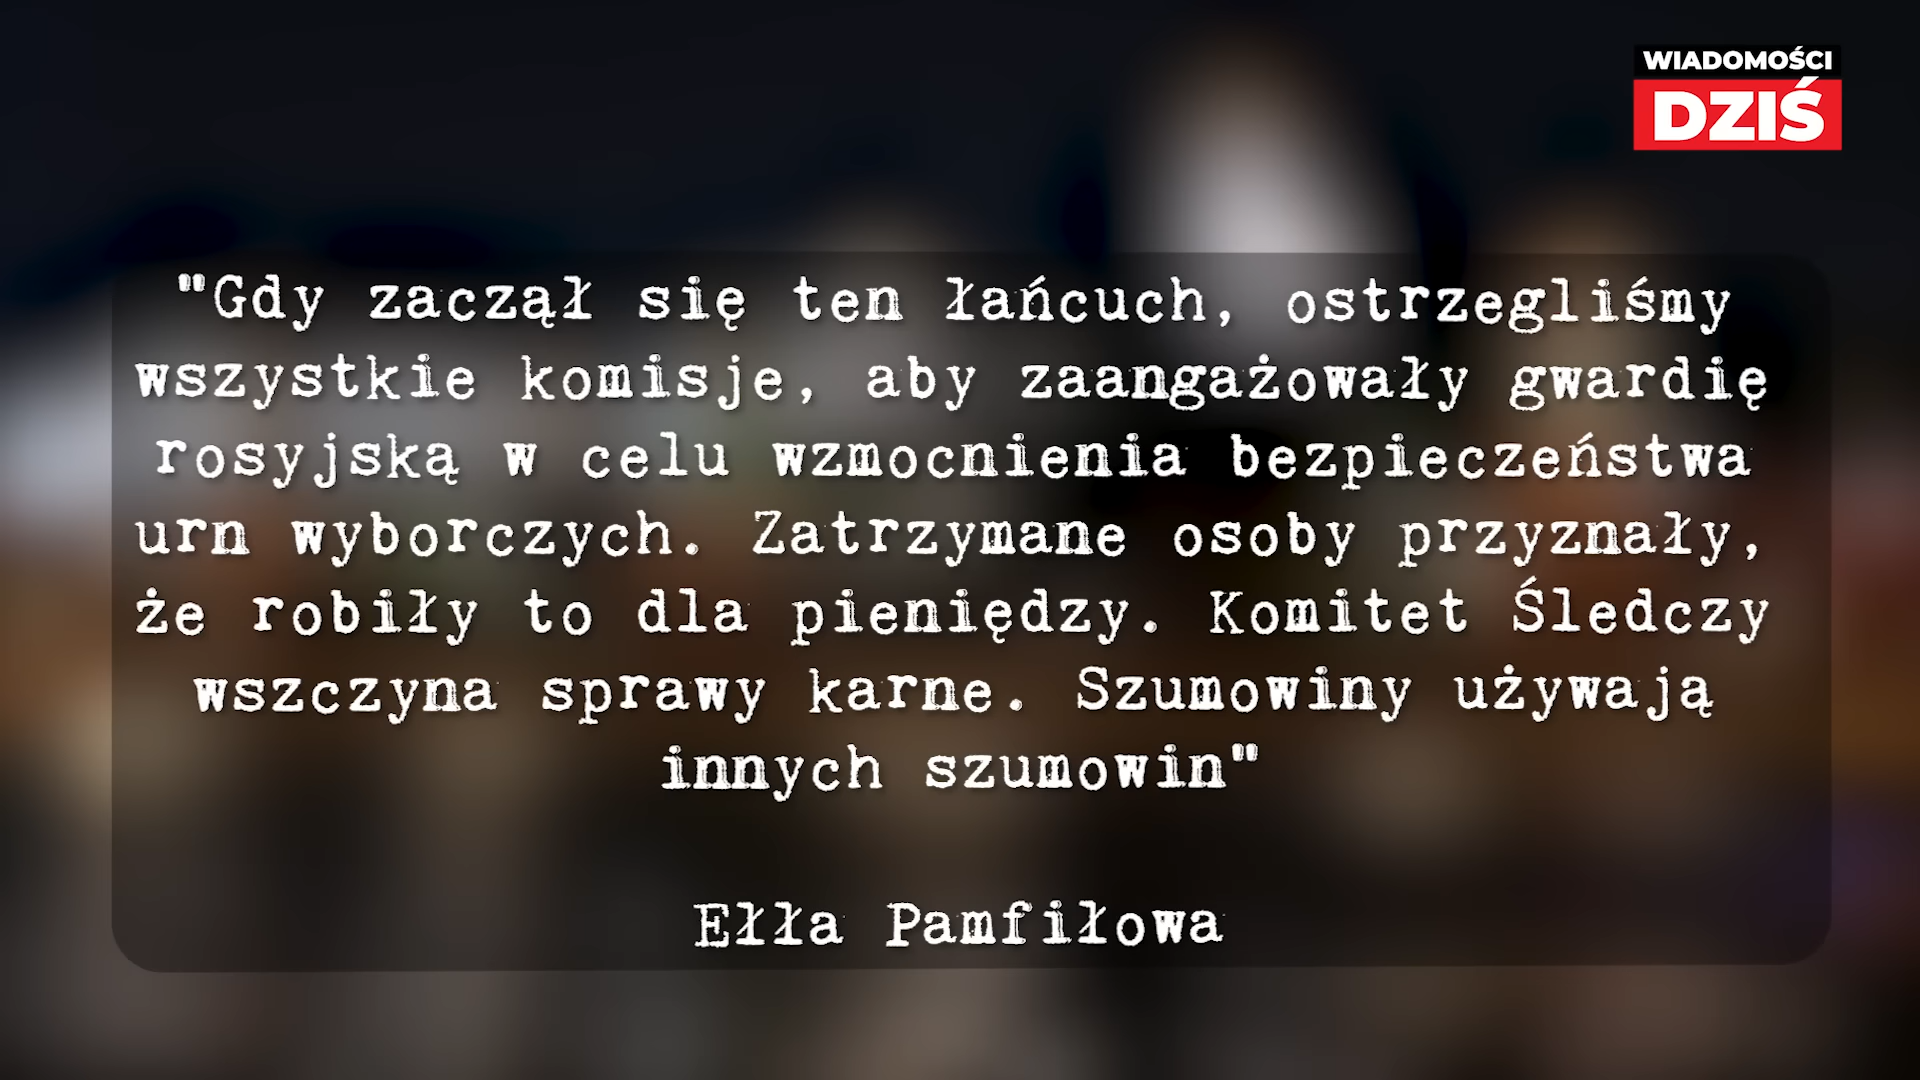 WIADOMOŚCI
DZIŚ
"Gdy zaczął się ten łańcuch, ostrzegliśmy
wszystkie komisje, aby zaangażowały gwardię
rosyjską w celu wzmocnienia bezpieczeństwa
urn wyborczych. Zatrzymane osoby przyznały,
że robiły to dla pieniędzy. Komitet Śledczy
wszczyna sprawy karne. Szumowiny używają
innych szumowin"
Ełła Pamfiłowa